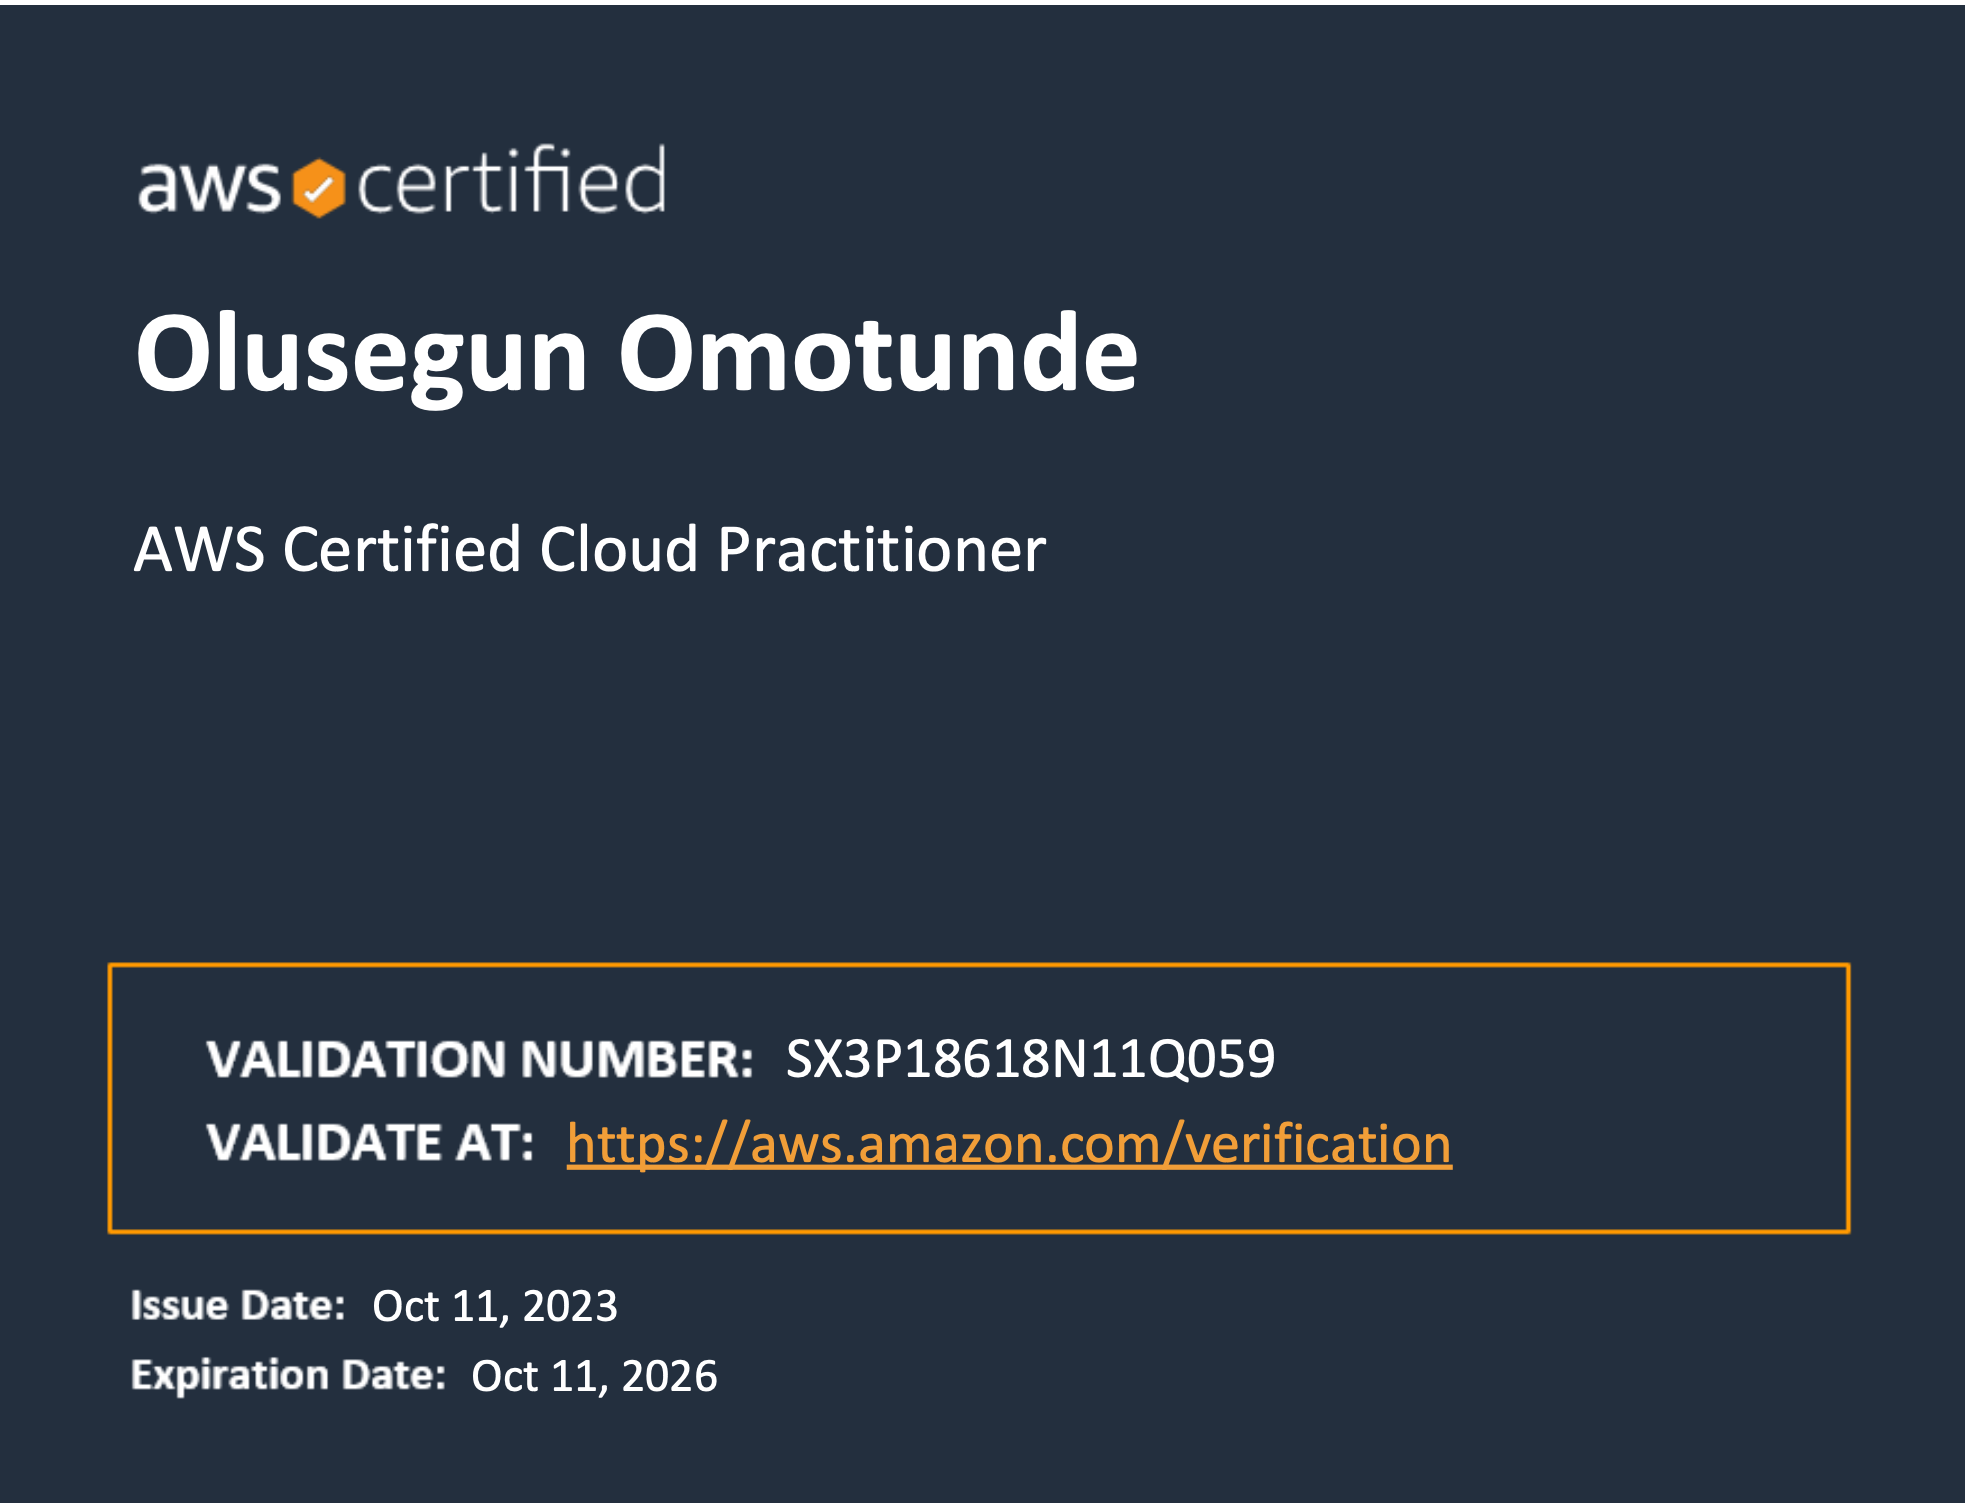 aws certified
Olusegun Omotunde
AWS Certified Cloud Practitioner
VALIDATION NUMBER: SX3P18618N11Q059
VALIDATE AT: https://aws.amazon.com/verification
Issue Date: Oct 11, 2023
Expiration Date: Oct 11, 2026